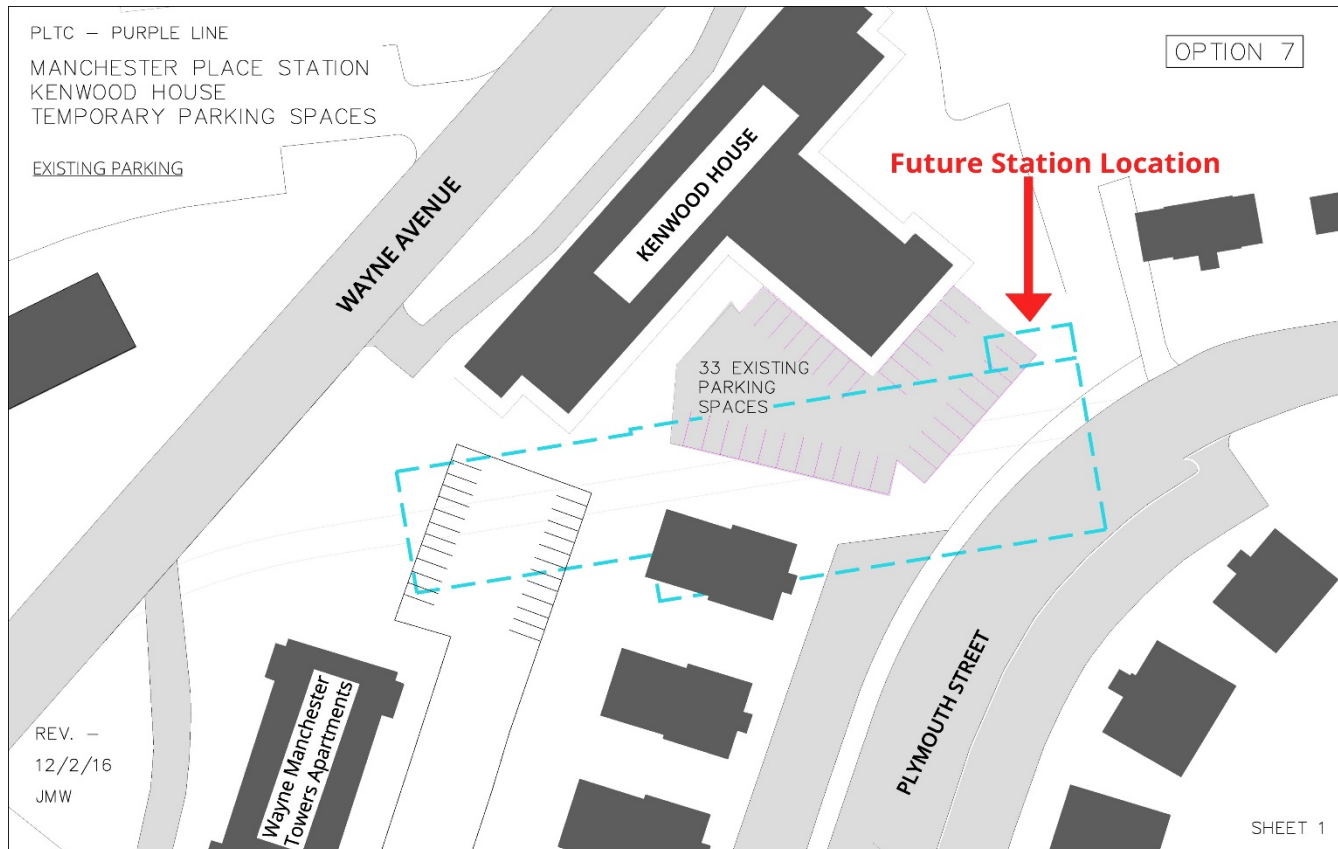 PLTC – PURPLE LINE
MANCHESTER PLACE STATION
KENWOOD HOUSE
TEMPORARY PARKING SPACES
EXISTING PARKING
OPTION 7
Future Station Location
WAYNE AVENUE
KENWOOD HOUSE
33 EXISTING
PARKING
SPACES
PLYMOUTH STREET
Wayne Manchester
Towers Apartments
REV. –
12/2/16
JMW
SHEET 1